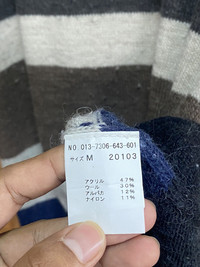 NO 013-7306-643-601
サイズ M 20103
アクリル 47%
ウール 30%
アルパカ 12%
ナイロン 11%